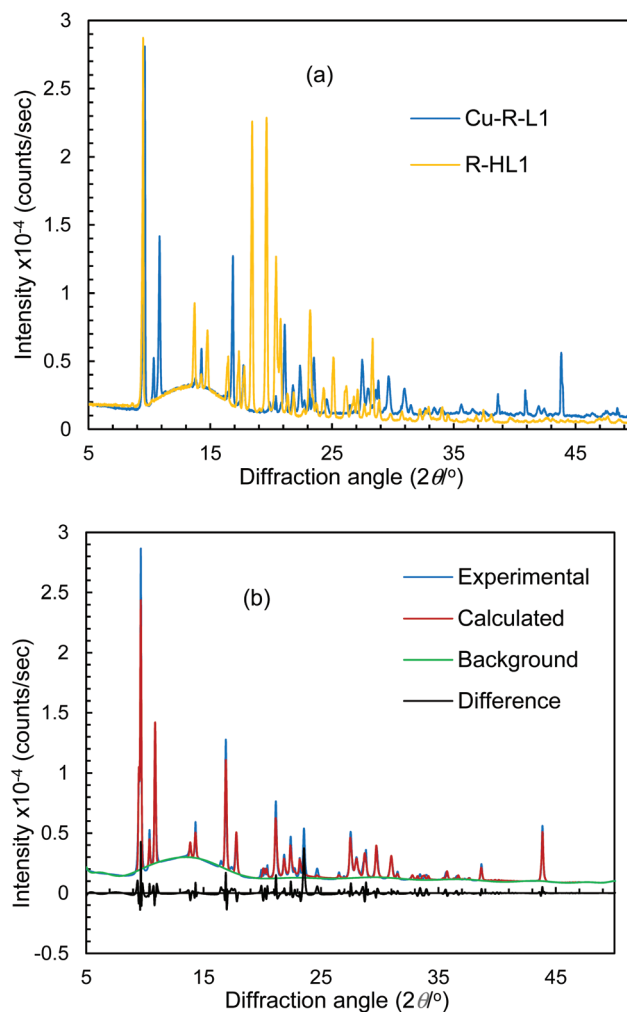 3
(a)
2.5
Cu-R-L1
2
R-HL1
1.5
1
0.5
0
5 15 25 35 45
Intensity x10⁻⁴ (counts/sec)
Diffraction angle (2θ/°)
3
Experimental
2.5
(b)
Calculated
2
Background
1.5
Difference
1
0.5
0
-0.5
5 15 25 35 45
Intensity x10⁻⁴ (counts/sec)
Diffraction angle (2θ/°)